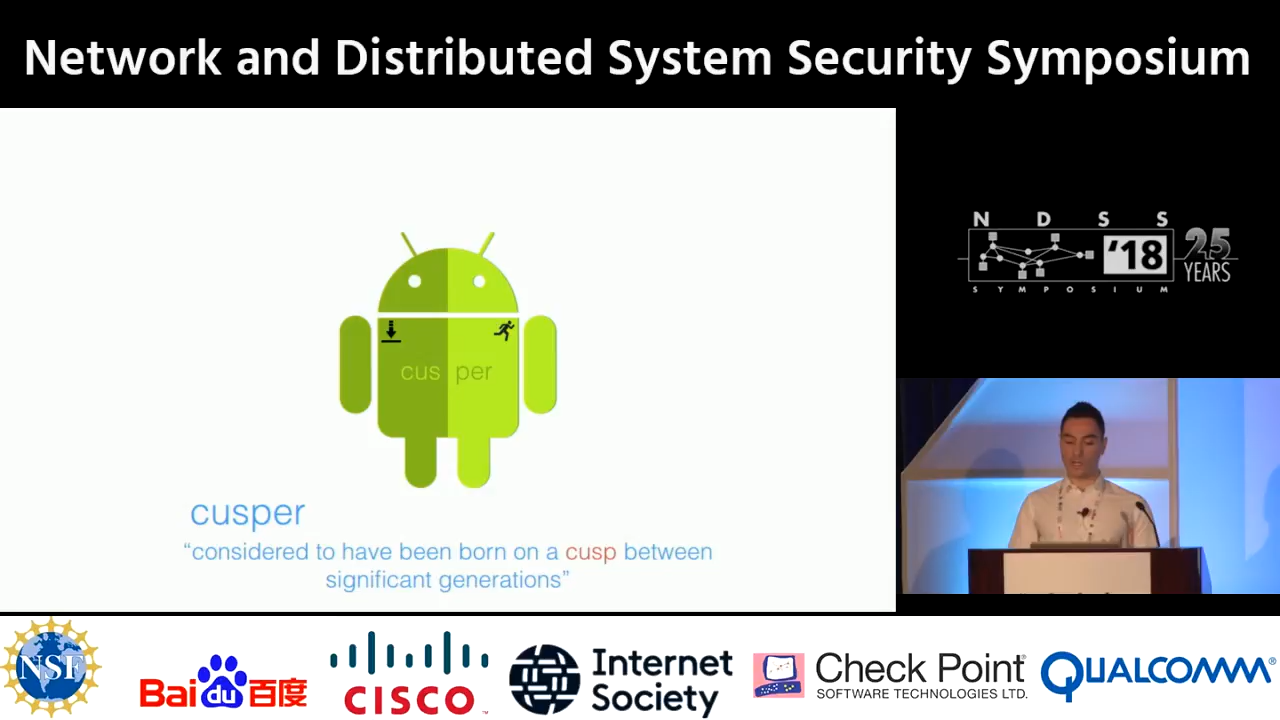 Network and Distributed System Security Symposium
N D S S
'18
25
YEARS
SYMPOSIUM
cus per
cusper
“considered to have been born on a cusp between
significant generations”
NSF
Bai du 百度
CISCO
Internet
Society
Check Point
SOFTWARE TECHNOLOGIES LTD.
QUALCOMM